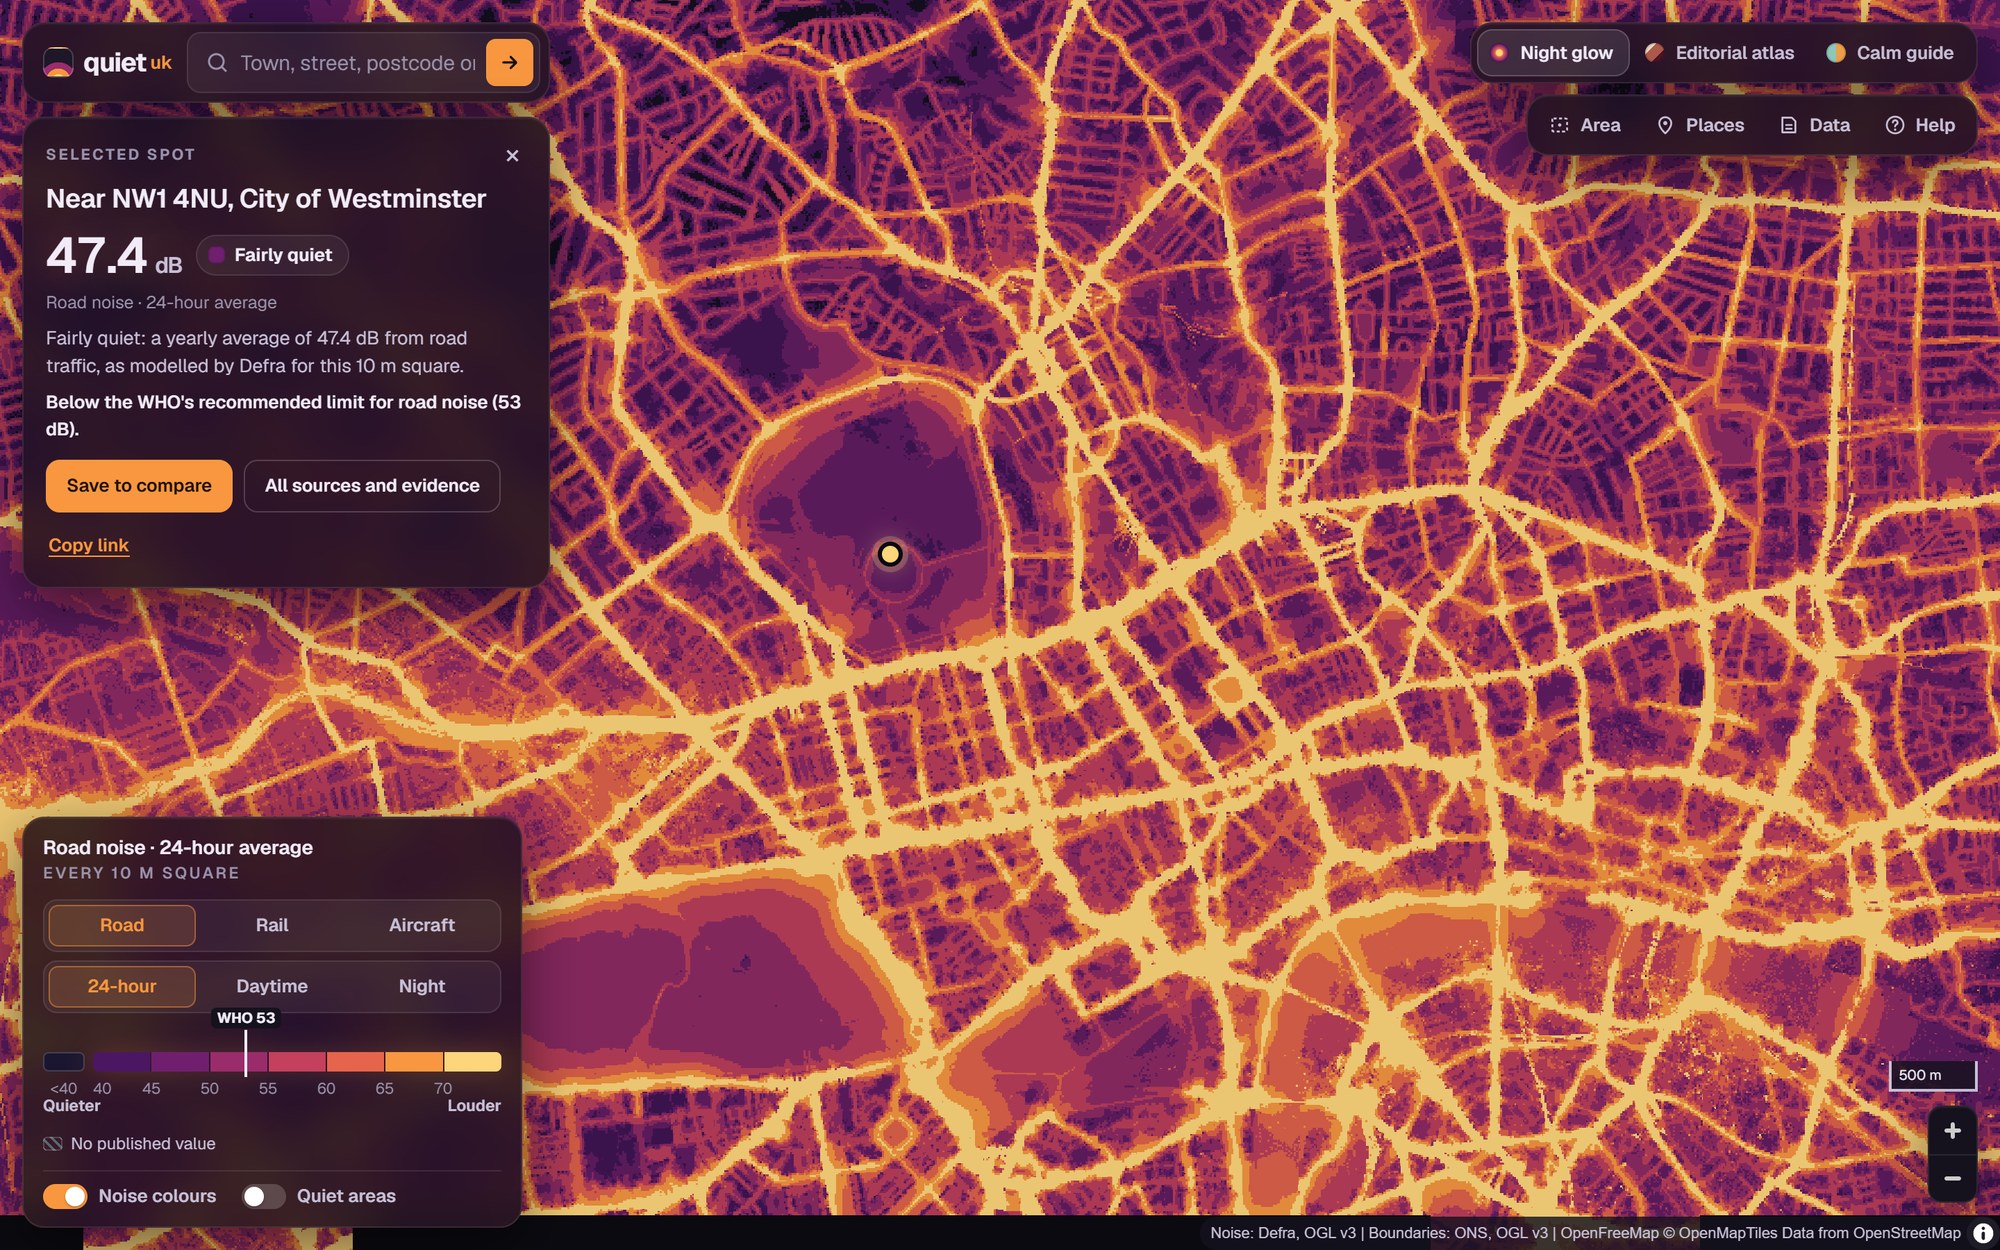 quiet uk
Town, street, postcode or
Night glow
Editorial atlas
Calm guide
Area
Places
Data
Help
SELECTED SPOT
Near NW1 4NU, City of Westminster
47.4 dB
Fairly quiet
Road noise · 24-hour average
Fairly quiet: a yearly average of 47.4 dB from road
traffic, as modelled by Defra for this 10 m square.
Below the WHO's recommended limit for road noise (53
dB).
Save to compare
All sources and evidence
Copy link
Road noise · 24-hour average
EVERY 10 M SQUARE
Road
Rail
Aircraft
24-hour
Daytime
Night
WHO 53
<40 40 45 50 55 60 65 70
Quieter
Louder
No published value
Noise colours
Quiet areas
500 m
Noise: Defra, OGL v3 | Boundaries: ONS, OGL v3 | OpenFreeMap © OpenMapTiles Data from OpenStreetMap